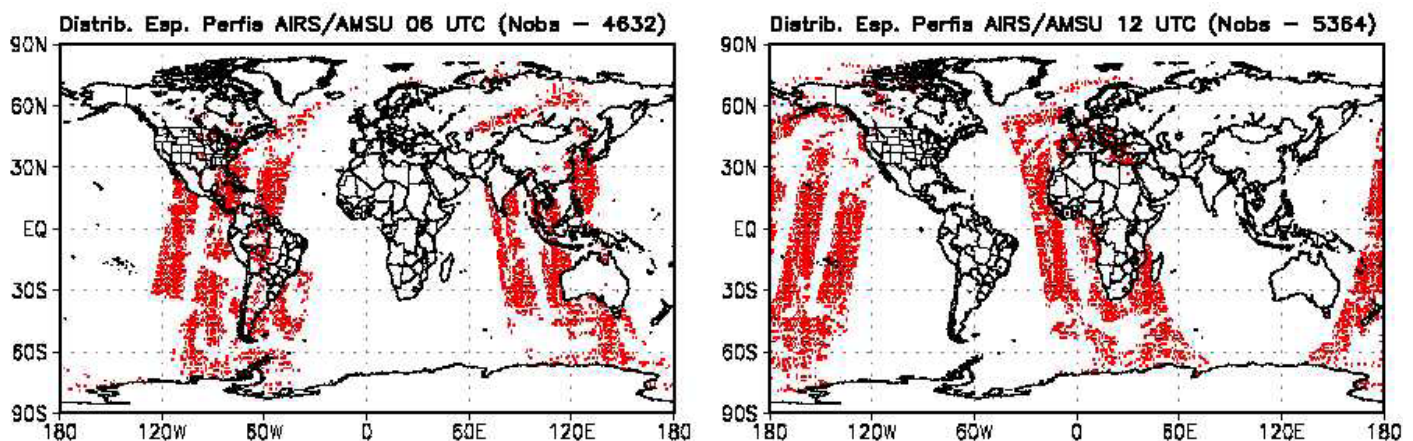 Distrib. Esp. Perfis AIRS/AMSU 06 UTC (Nobs - 4632)
90N
60N
30N
EQ
30S
60S
90S
180 120W 60W 0 60E 120E 180
Distrib. Esp. Perfis AIRS/AMSU 12 UTC (Nobs - 5364)
90N
60N
30N
EQ
30S
60S
90S
180 120W 60W 0 60E 120E 180